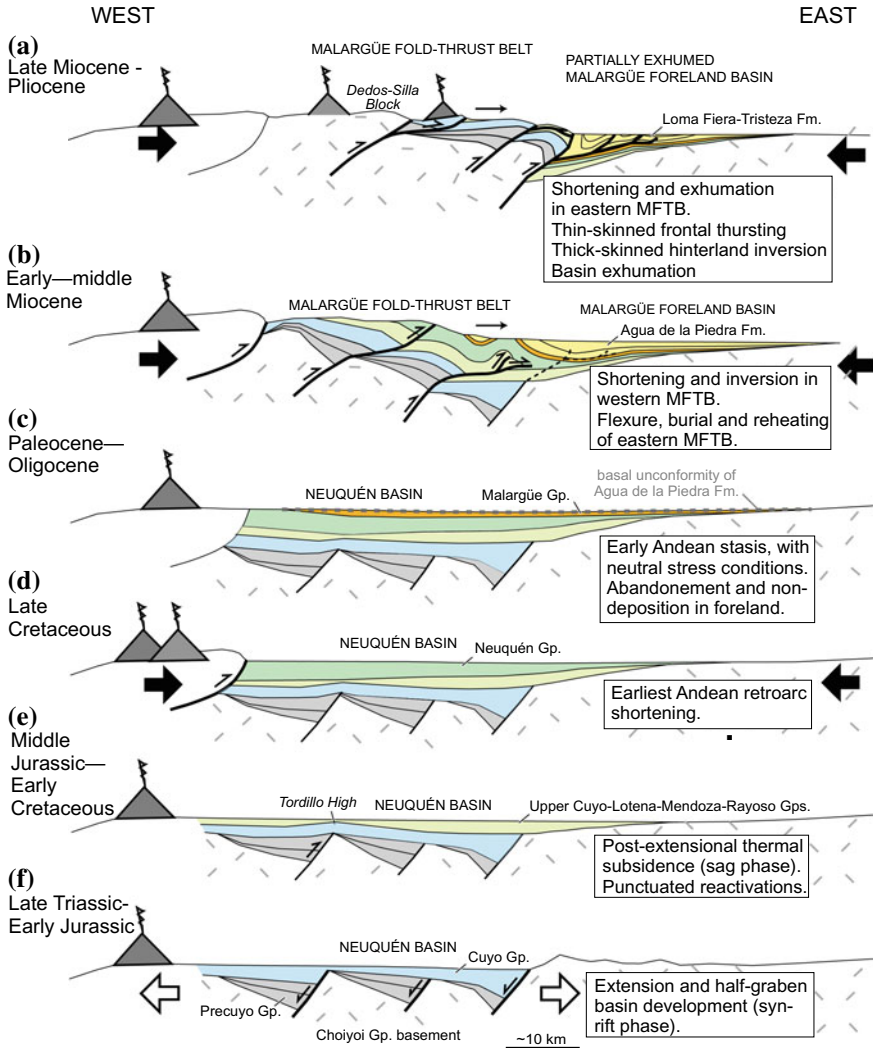 WEST
EAST
(a)
Late Miocene -
Pliocene
MALARGÜE FOLD-THRUST BELT
Dedos-Silla
Block
PARTIALLY EXHUMED
MALARGÜE FORELAND BASIN
Loma Fiera-Tristeza Fm.
Shortening and exhumation
in eastern MFTB.
Thin-skinned frontal thursting
Thick-skinned hinterland inversion
Basin exhumation
(b)
Early—middle
Miocene
MALARGÜE FOLD-THRUST BELT
MALARGÜE FORELAND BASIN
Agua de la Piedra Fm.
Shortening and inversion in
western MFTB.
Flexure, burial and reheating
of eastern MFTB.
(c)
Paleocene—
Oligocene
NEUQUÉN BASIN
Malargüe Gp.
basal unconformity of
Agua de la Piedra Fm.
Early Andean stasis, with
neutral stress conditions.
Abandonement and non-
deposition in foreland.
(d)
Late
Cretaceous
NEUQUÉN BASIN
Neuquén Gp.
Earliest Andean retroarc
shortening.
(e)
Middle
Jurassic—
Early
Cretaceous
Tordillo High
NEUQUÉN BASIN
Upper Cuyo-Lotena-Mendoza-Rayoso Gps.
Post-extensional thermal
subsidence (sag phase).
Punctuated reactivations.
(f)
Late Triassic-
Early Jurassic
NEUQUÉN BASIN
Cuyo Gp.
Precuyo Gp.
Choiyoi Gp. basement
~10 km
Extension and half-graben
basin development (syn-
rift phase).